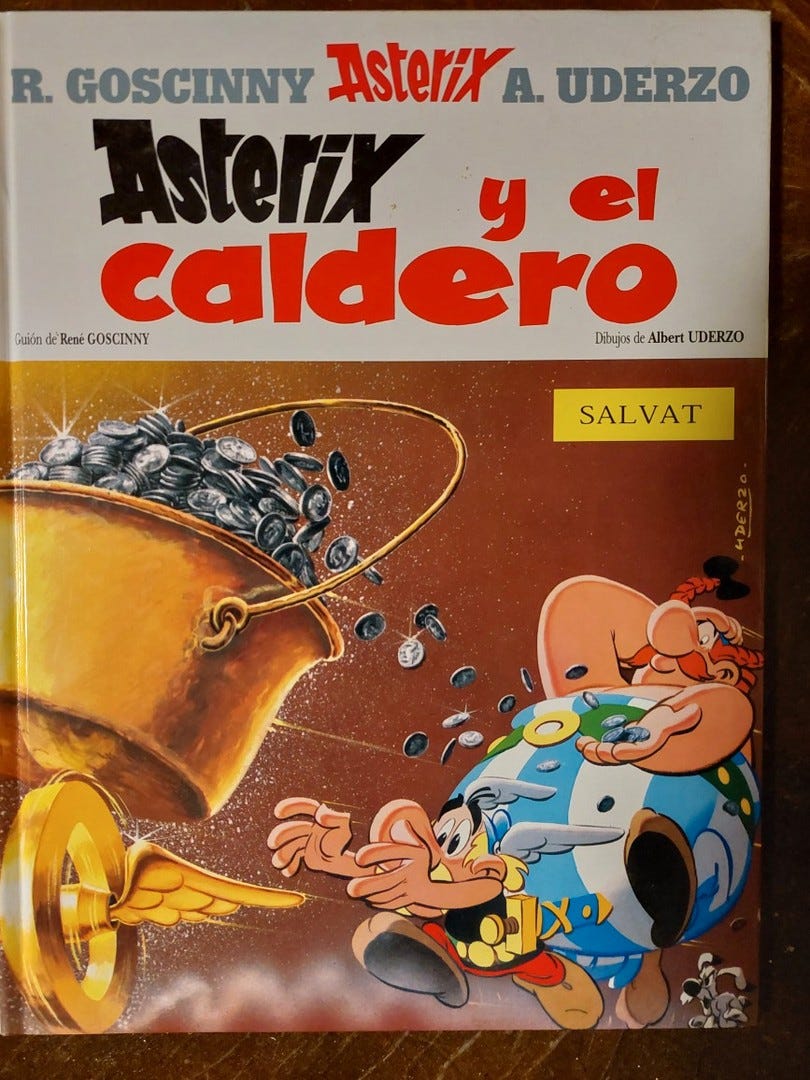 R. GOSCINNY Asterix A. UDERZO
Asterix y el
caldero
Guión de René GOSCINNY
Dibujos de Albert UDERZO
SALVAT
UDERZO